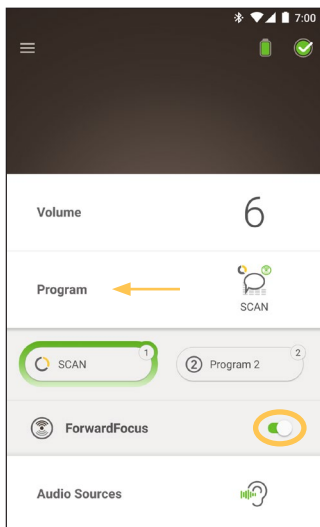 7:00
Volume
6
Program
SCAN
SCAN
1
2
Program 2
2
ForwardFocus
Audio Sources